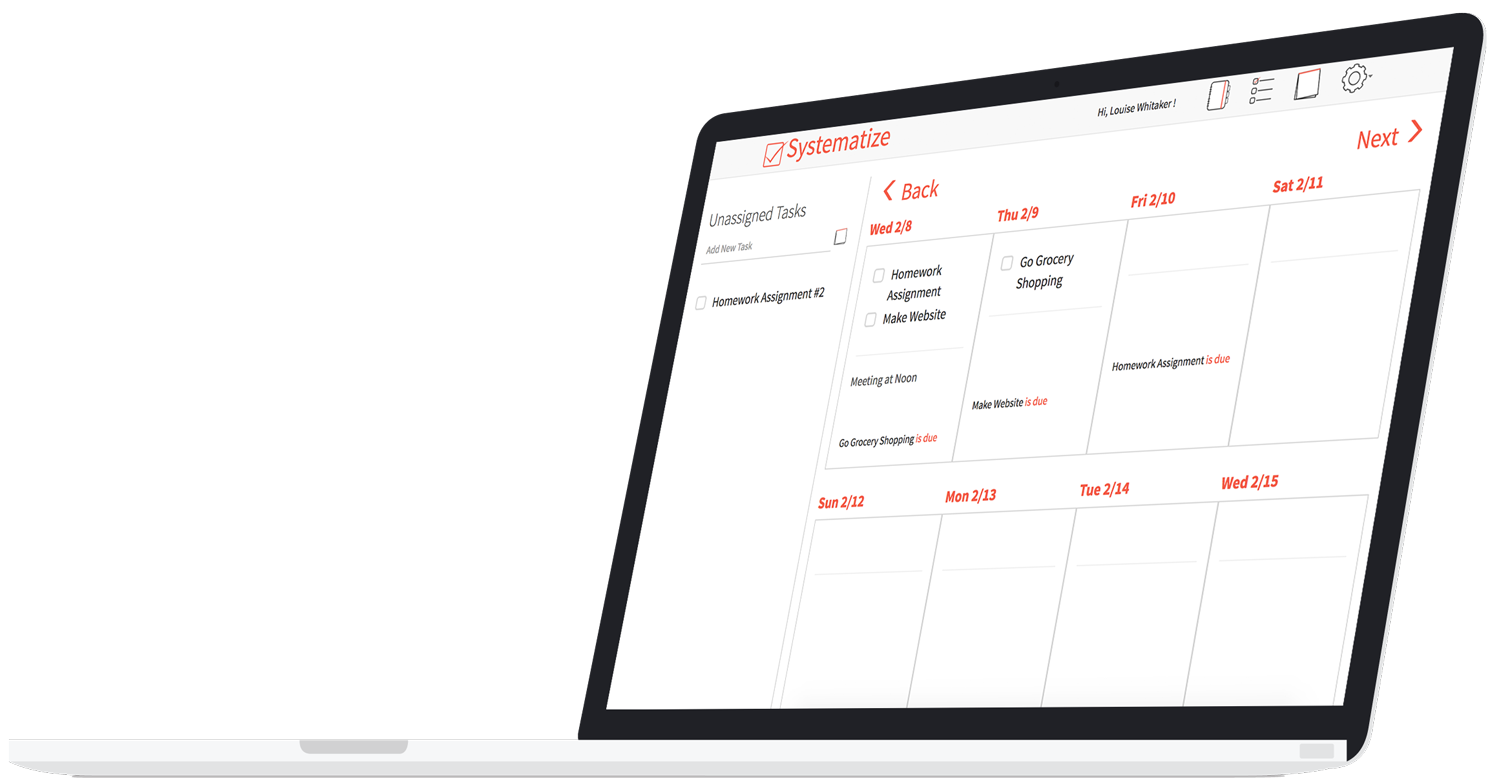 Hi, Louise Whitaker !
Systematize
Next
Back
Unassigned Tasks
Add New Task
Homework Assignment #2
Wed 2/8
Thu 2/9
Fri 2/10
Sat 2/11
Homework
Assignment
Make Website
Meeting at Noon
Go Grocery Shopping is due
Go Grocery
Shopping
Make Website is due
Homework Assignment is due
Sun 2/12
Mon 2/13
Tue 2/14
Wed 2/15